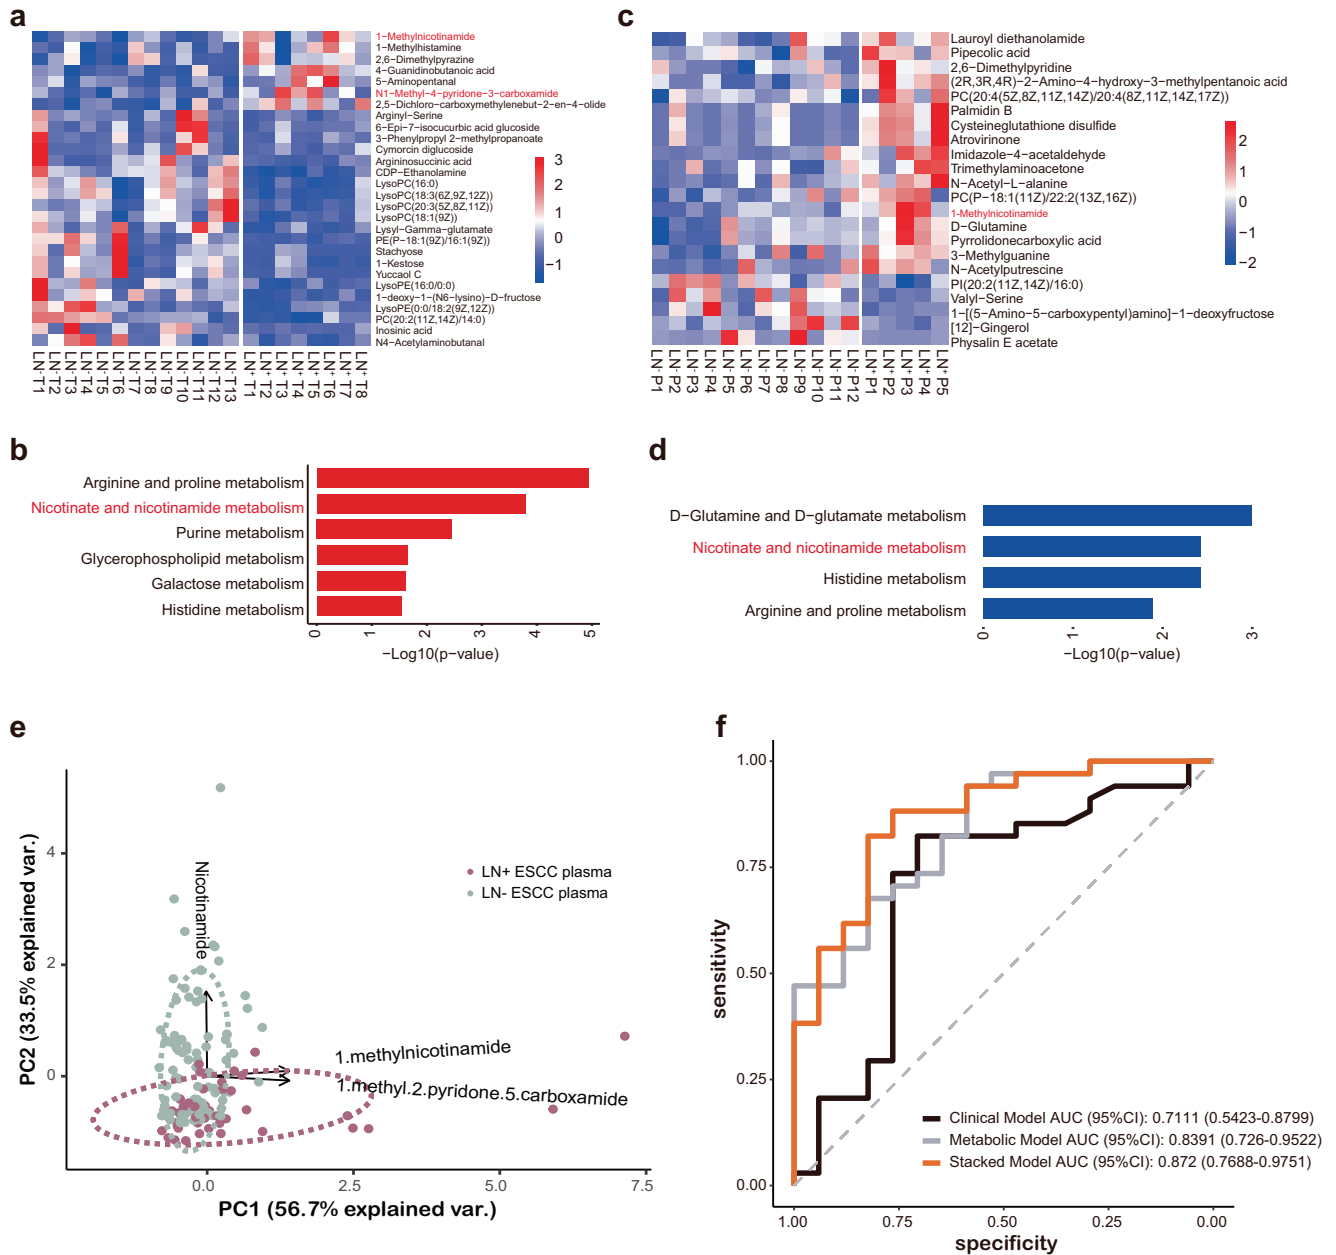 a
1−Methylnicotinamide
1−Methylhistamine
2,6−Dimethylpyrazine
4−Guanidinobutanoic acid
5−Aminopentanal
N1−Methyl−4−pyridone−3−carboxamide
2,5−Dichloro−carboxymethylenebut−2−en−4−olide
Arginyl−Serine
6−Epi−7−isocucurbic acid glucoside
3−Phenylpropyl 2−methylpropanoate
Cymorcin diglucoside
Argininosuccinic acid
CDP−Ethanolamine
LysoPC(16:0)
LysoPC(18:3(6Z,9Z,12Z))
LysoPC(20:3(5Z,8Z,11Z))
LysoPC(18:1(9Z))
Lysyl−Gamma−glutamate
PE(P−18:1(9Z)/16:1(9Z))
Stachyose
1−Kestose
Yuccaol C
LysoPE(16:0/0:0)
1−deoxy−1−(N6−lysino)−D−fructose
LysoPE(0:0/18:2(9Z,12Z))
PC(20:2(11Z,14Z)/14:0)
Inosinic acid
N4−Acetylaminobutanal
3
2
1
0
−1
LN-T1
LN-T2
LN-T3
LN-T4
LN-T5
LN-T6
LN-T7
LN-T8
LN-T9
LN-T10
LN-T11
LN-T12
LN-T13
LN+T1
LN+T2
LN+T3
LN+T4
LN+T5
LN+T6
LN+T7
LN+T8
c
Lauroyl diethanolamide
Pipecolic acid
2,6−Dimethylpyridine
(2R,3R,4R)−2−Amino−4−hydroxy−3−methylpentanoic acid
PC(20:4(5Z,8Z,11Z,14Z)/20:4(8Z,11Z,14Z,17Z))
Palmidin B
Cysteineglutathione disulfide
Atrovirinone
Imidazole−4−acetaldehyde
Trimethylaminoacetone
N−Acetyl−L−alanine
PC(P−18:1(11Z)/22:2(13Z,16Z))
1-Methylnicotinamide
D−Glutamine
Pyrrolidonecarboxylic acid
3−Methylguanine
N−Acetylputrescine
PI(20:2(11Z,14Z)/16:0)
Valyl−Serine
1−[(5−Amino−5−carboxypentyl)amino]−1−deoxyfructose
[12]−Gingerol
Physalin E acetate
2
1
0
−1
−2
LN-P1
LN-P2
LN-P3
LN-P4
LN-P5
LN-P6
LN-P7
LN-P8
LN-P9
LN-P10
LN-P11
LN-P12
LN+P1
LN+P2
LN+P3
LN+P4
LN+P5
b
Arginine and proline metabolism
Nicotinate and nicotinamide metabolism
Purine metabolism
Glycerophospholipid metabolism
Galactose metabolism
Histidine metabolism
0 1 2 3 4 5
−Log10(p−value)
d
D−Glutamine and D−glutamate metabolism
Nicotinate and nicotinamide metabolism
Histidine metabolism
Arginine and proline metabolism
0 1 2 3
−Log10(p−value)
e
PC2 (33.5% explained var.)
4
2
0
Nicotinamide
LN+ ESCC plasma
LN- ESCC plasma
1.methylnicotinamide
1.methyl.2.pyridone.5.carboxamide
0.0 2.5 5.0 7.5
PC1 (56.7% explained var.)
f
sensitivity
1.00
0.75
0.50
0.25
0.00
Clinical Model AUC (95%CI): 0.7111 (0.5423-0.8799)
Metabolic Model AUC (95%CI): 0.8391 (0.726-0.9522)
Stacked Model AUC (95%CI): 0.872 (0.7688-0.9751)
1.00 0.75 0.50 0.25 0.00
specificity